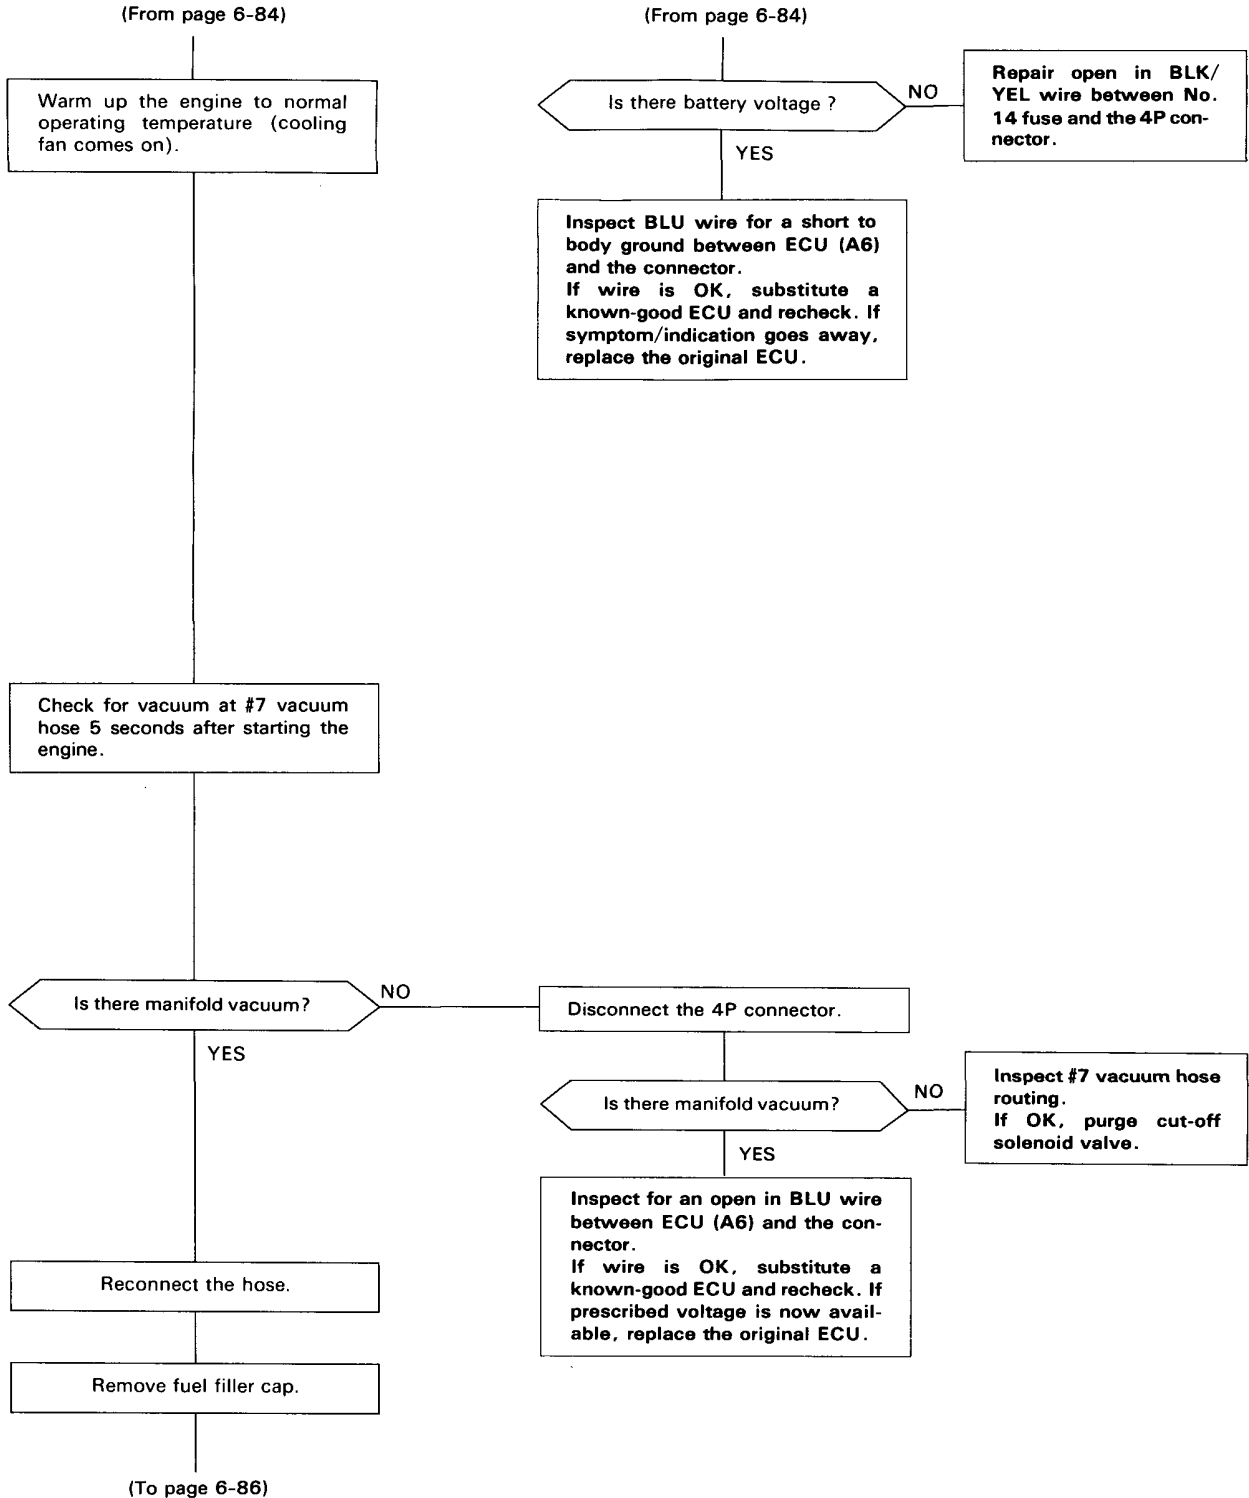 (From page 6-84)
Warm up the engine to normal
operating temperature (cooling
fan comes on).
Check for vacuum at #7 vacuum
hose 5 seconds after starting the
engine.
Is there manifold vacuum?
NO
YES
Reconnect the hose.
Remove fuel filler cap.
(To page 6-86)
(From page 6-84)
Is there battery voltage ?
NO
YES
Repair open in BLK/
YEL wire between No.
14 fuse and the 4P con-
nector.
Inspect BLU wire for a short to
body ground between ECU (A6)
and the connector.
If wire is OK, substitute a
known-good ECU and recheck. If
symptom/indication goes away,
replace the original ECU.
Disconnect the 4P connector.
Is there manifold vacuum?
NO
YES
Inspect #7 vacuum hose
routing.
If OK, purge cut-off
solenoid valve.
Inspect for an open in BLU wire
between ECU (A6) and the con-
nector.
If wire is OK, substitute a
known-good ECU and recheck. If
prescribed voltage is now avail-
able, replace the original ECU.